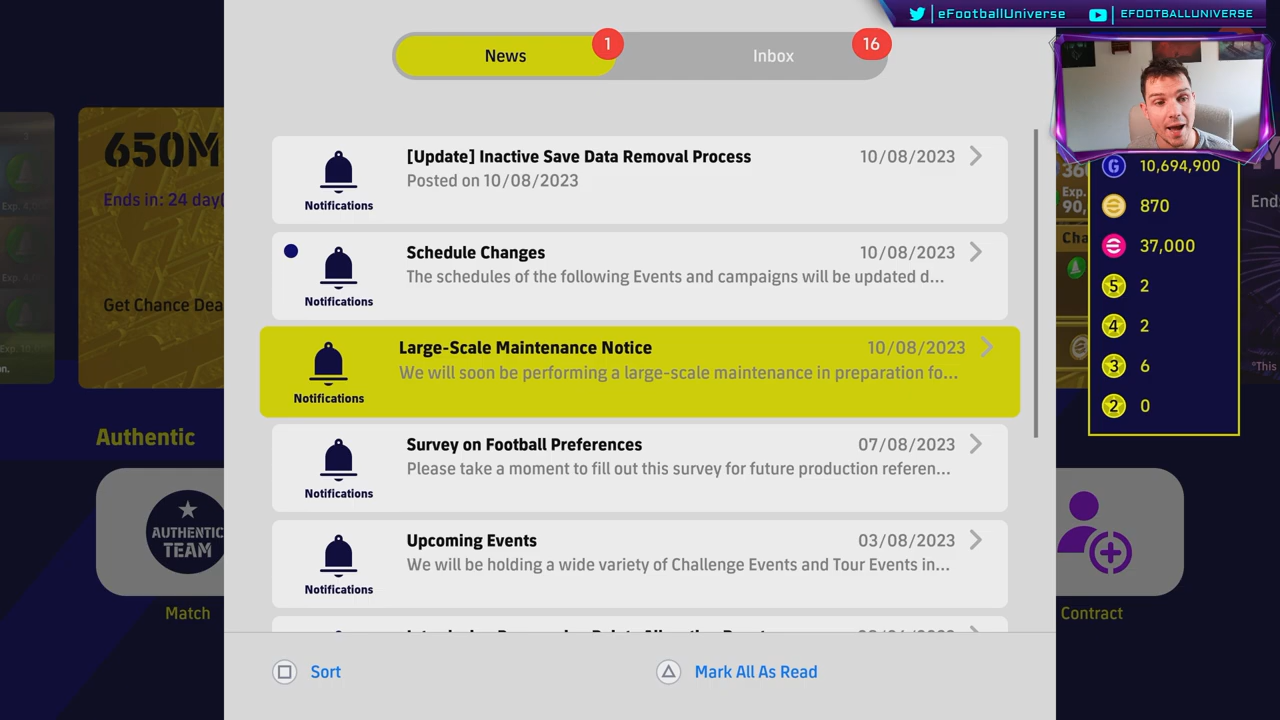 eFootballUniverse
EFOOTBALLUNIVERSE
News
1
Inbox
16
[Update] Inactive Save Data Removal Process
10/08/2023
Posted on 10/08/2023
Notifications
Schedule Changes
10/08/2023
The schedules of the following Events and campaigns will be updated d...
Notifications
Large-Scale Maintenance Notice
10/08/2023
We will soon be performing a large-scale maintenance in preparation fo...
Notifications
Survey on Football Preferences
07/08/2023
Please take a moment to fill out this survey for future production referen...
Notifications
Upcoming Events
03/08/2023
We will be holding a wide variety of Challenge Events and Tour Events in...
Notifications
Sort
Mark All As Read
650M
Ends in: 24 day(
Get Chance Dea
Authentic
AUTHENTIC
TEAM
Match
G 10,694,900
870
37,000
5 2
4 2
3 6
2 0
Exp.
90,
Cha
End
*This
Contract